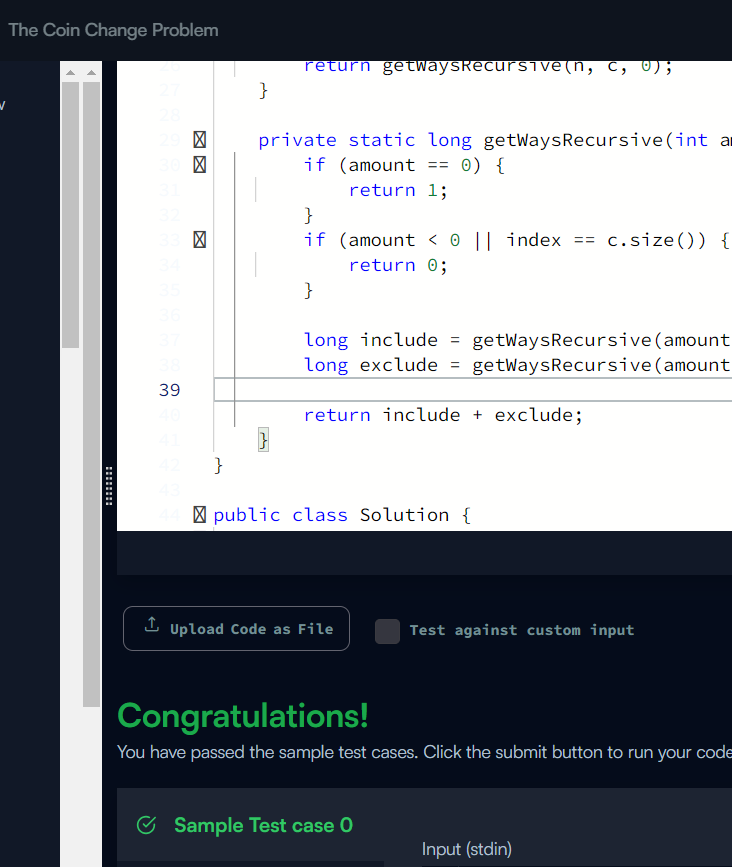 The Coin Change Problem
26 return getWaysRecursive(n, c, 0);
27 }
28
29 private static long getWaysRecursive(int am
30 if (amount == 0) {
31 return 1;
32 }
33 if (amount < 0 || index == c.size()) {
34 return 0;
35 }
36
37 long include = getWaysRecursive(amount
38 long exclude = getWaysRecursive(amount
39
40 return include + exclude;
41 }
42 }
43
44 public class Solution {
Upload Code as File
Test against custom input
Congratulations!
You have passed the sample test cases. Click the submit button to run your code
Sample Test case 0
Input (stdin)